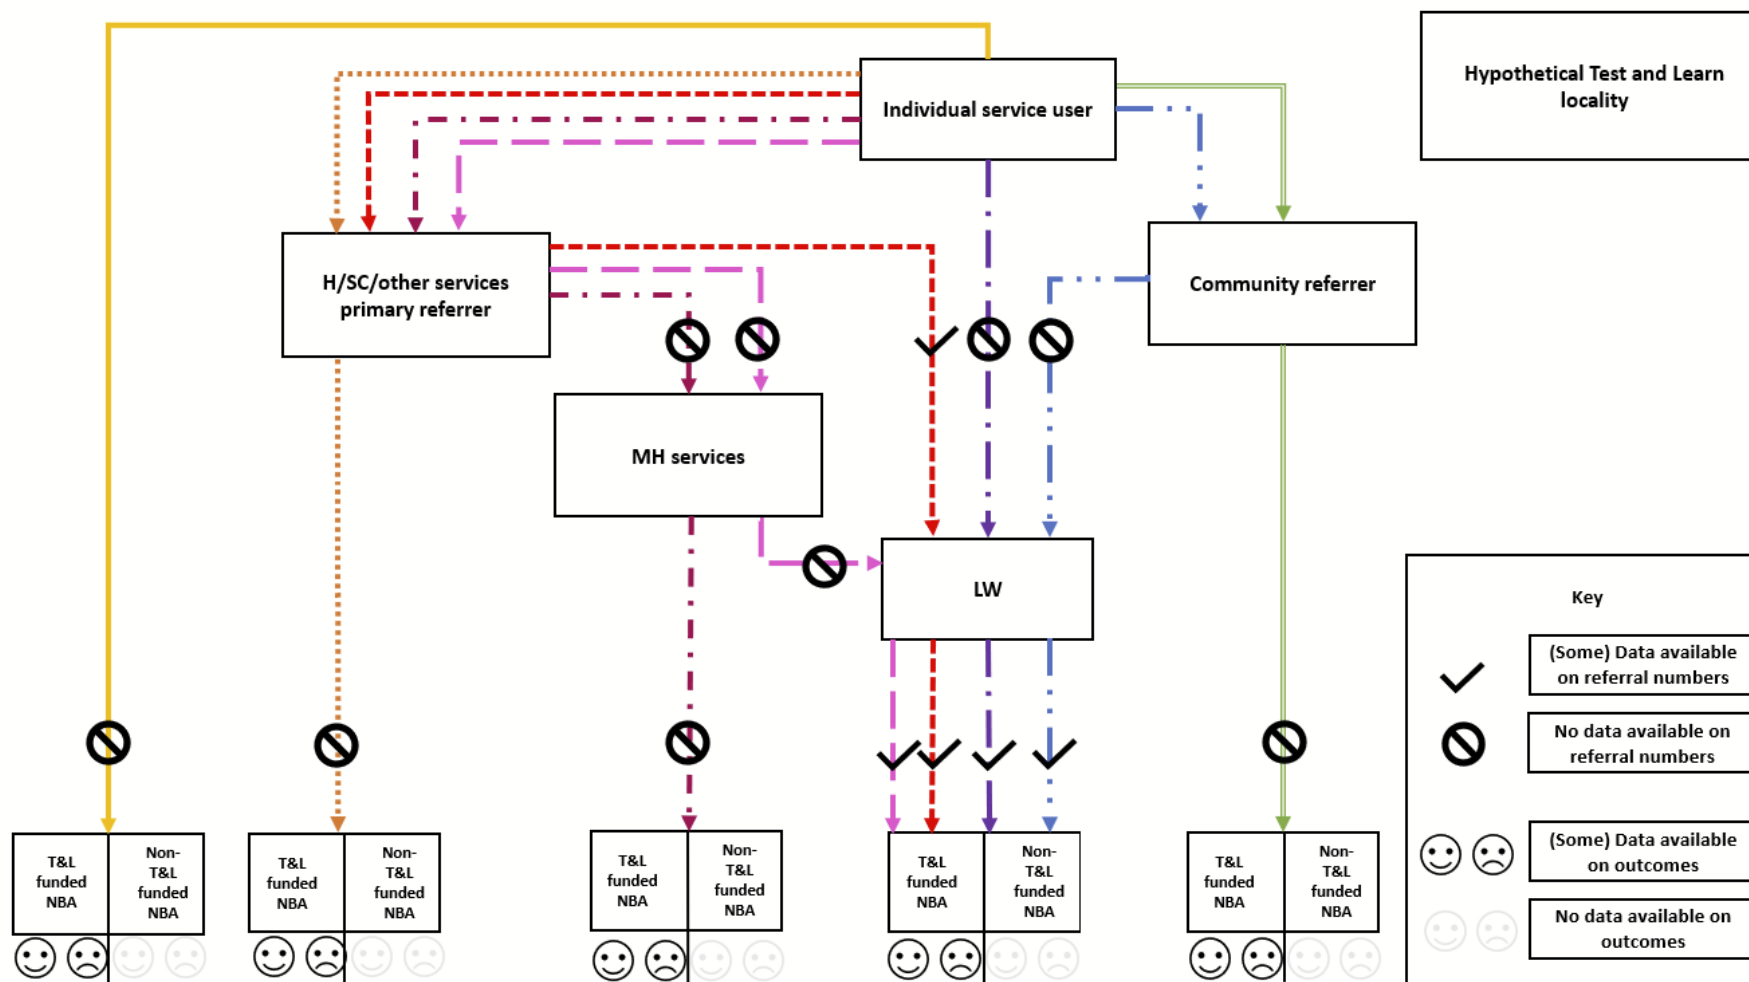 Hypothetical Test and Learn
locality
Individual service user
H/SC/other services
primary referrer
Community referrer
MH services
LW
Key
(Some) Data available
on referral numbers
No data available on
referral numbers
(Some) Data available
on outcomes
No data available on
outcomes
T&L
funded
NBA
Non-
T&L
funded
NBA
T&L
funded
NBA
Non-
T&L
funded
NBA
T&L
funded
NBA
Non-
T&L
funded
NBA
T&L
funded
NBA
Non-
T&L
funded
NBA
T&L
funded
NBA
Non-
T&L
funded
NBA